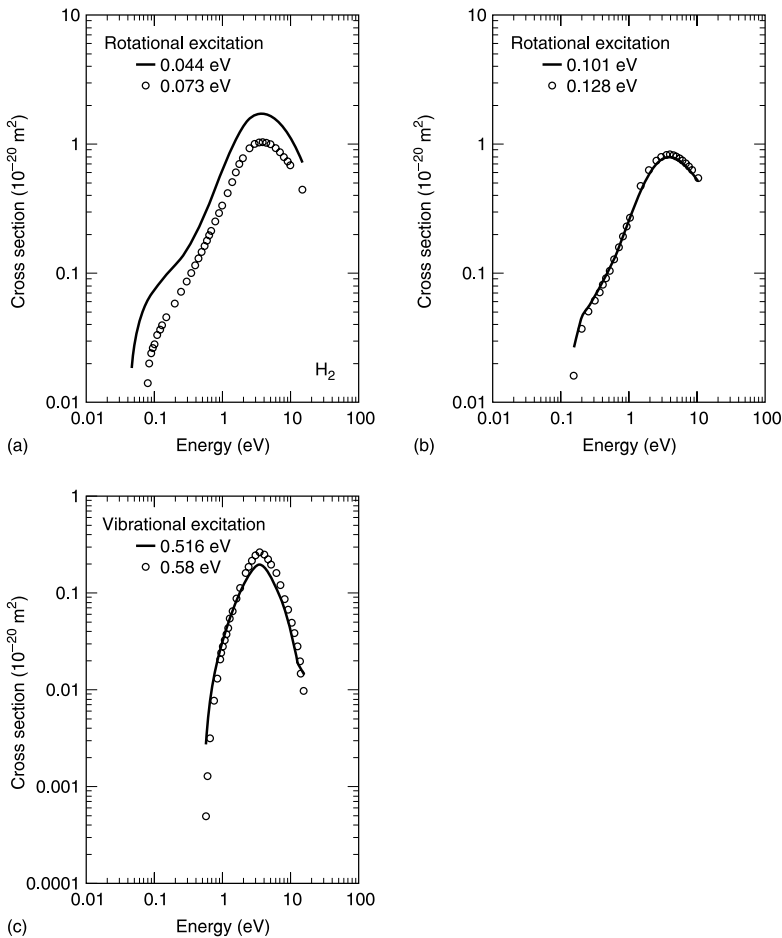 10
1
0.1
0.01
Cross section (10⁻²⁰ m²)
Rotational excitation
0.044 eV
0.073 eV
H₂
0.01 0.1 1 10 100
Energy (eV)
(a)
10
1
0.1
0.01
Cross section (10⁻²⁰ m²)
Rotational excitation
0.101 eV
0.128 eV
0.01 0.1 1 10 100
Energy (eV)
(b)
1
0.1
0.01
0.001
0.0001
Cross section (10⁻²⁰ m²)
Vibrational excitation
0.516 eV
0.58 eV
0.01 0.1 1 10 100
Energy (eV)
(c)